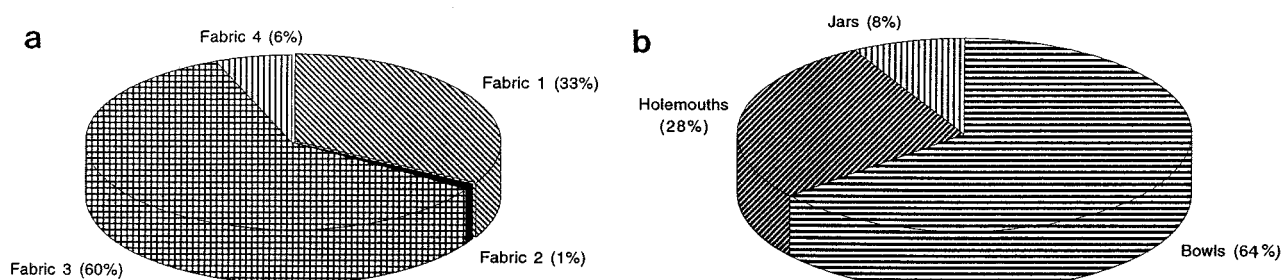 a
Fabric 4 (6%)
Fabric 1 (33%)
Fabric 3 (60%)
Fabric 2 (1%)
b
Jars (8%)
Holemouths
(28%)
Bowls (64%)